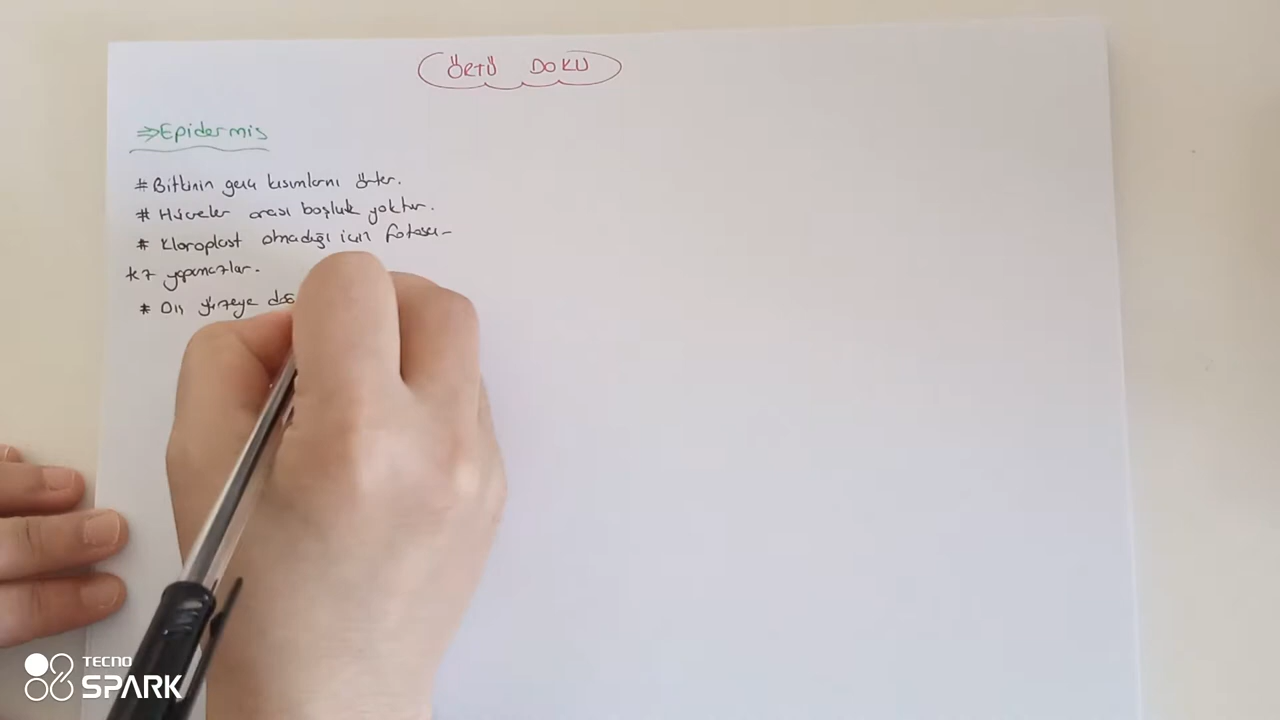 ÖRTÜ DOKU
⇒Epidermis
# Bitkinin genç kısımlarını örter.
# Hücreler arası boşluk yoktur.
* Kloroplast olmadığı için fotosen-
tez yapamazlar.
* Dış yüzeye
TECNO
SPARK